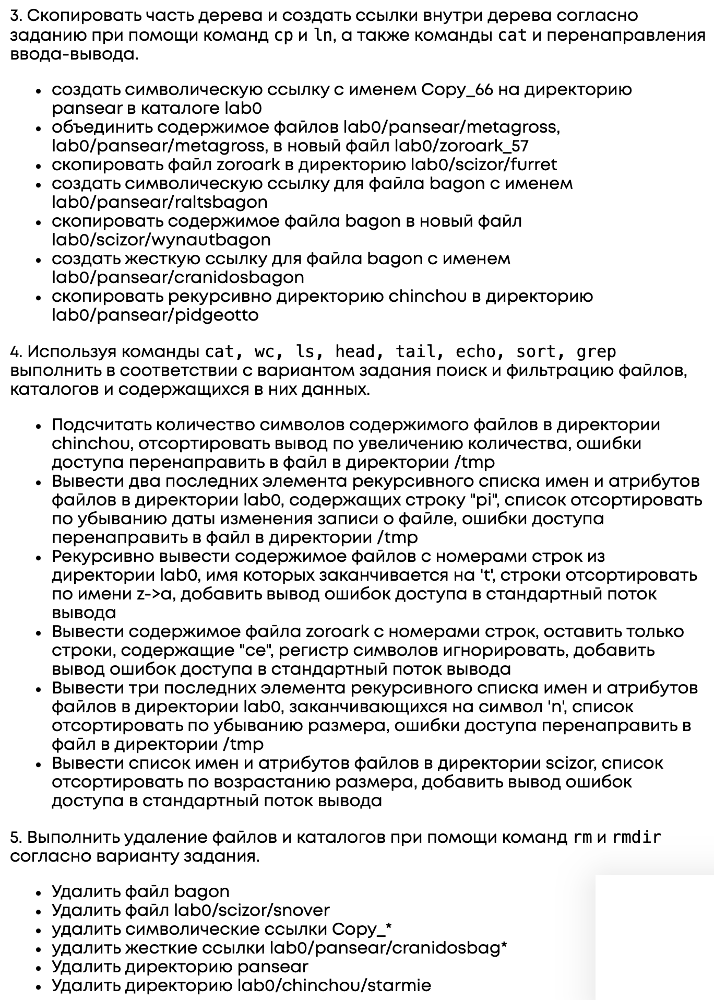 3. Скопировать часть дерева и создать ссылки внутри дерева согласно
заданию при помощи команд cp и ln, а также команды cat и перенаправления
ввода-вывода.
• создать символическую ссылку c именем Copy_66 на директорию
pansear в каталоге lab0
• объединить содержимое файлов lab0/pansear/metagross,
lab0/pansear/metagross, в новый файл lab0/zoroark_57
• скопировать файл zoroark в директорию lab0/scizor/furret
• создать символическую ссылку для файла bagon с именем
lab0/pansear/raltsbagon
• скопировать содержимое файла bagon в новый файл
lab0/scizor/wynautbagon
• создать жесткую ссылку для файла bagon с именем
lab0/pansear/cranidosbagon
• скопировать рекурсивно директорию chinchou в директорию
lab0/pansear/pidgeotto
4. Используя команды cat, wc, ls, head, tail, echo, sort, grep
выполнить в соответствии с вариантом задания поиск и фильтрацию файлов,
каталогов и содержащихся в них данных.
• Подсчитать количество символов содержимого файлов в директории
chinchou, отсортировать вывод по увеличению количества, ошибки
доступа перенаправить в файл в директории /tmp
• Вывести два последних элемента рекурсивного списка имен и атрибутов
файлов в директории lab0, содержащих строку "pi", список отсортировать
по убыванию даты изменения записи о файле, ошибки доступа
перенаправить в файл в директории /tmp
• Рекурсивно вывести содержимое файлов с номерами строк из
директории lab0, имя которых заканчивается на 't', строки отсортировать
по имени z->a, добавить вывод ошибок доступа в стандартный поток
вывода
• Вывести содержимое файла zoroark с номерами строк, оставить только
строки, содержащие "ce", регистр символов игнорировать, добавить
вывод ошибок доступа в стандартный поток вывода
• Вывести три последних элемента рекурсивного списка имен и атрибутов
файлов в директории lab0, заканчивающихся на символ 'n', список
отсортировать по убыванию размера, ошибки доступа перенаправить в
файл в директории /tmp
• Вывести список имен и атрибутов файлов в директории scizor, список
отсортировать по возрастанию размера, добавить вывод ошибок
доступа в стандартный поток вывода
5. Выполнить удаление файлов и каталогов при помощи команд rm и rmdir
согласно варианту задания.
• Удалить файл bagon
• Удалить файл lab0/scizor/snover
• удалить символические ссылки Copy_*
• удалить жесткие ссылки lab0/pansear/cranidosbag*
• Удалить директорию pansear
• Удалить директорию lab0/chinchou/starmie